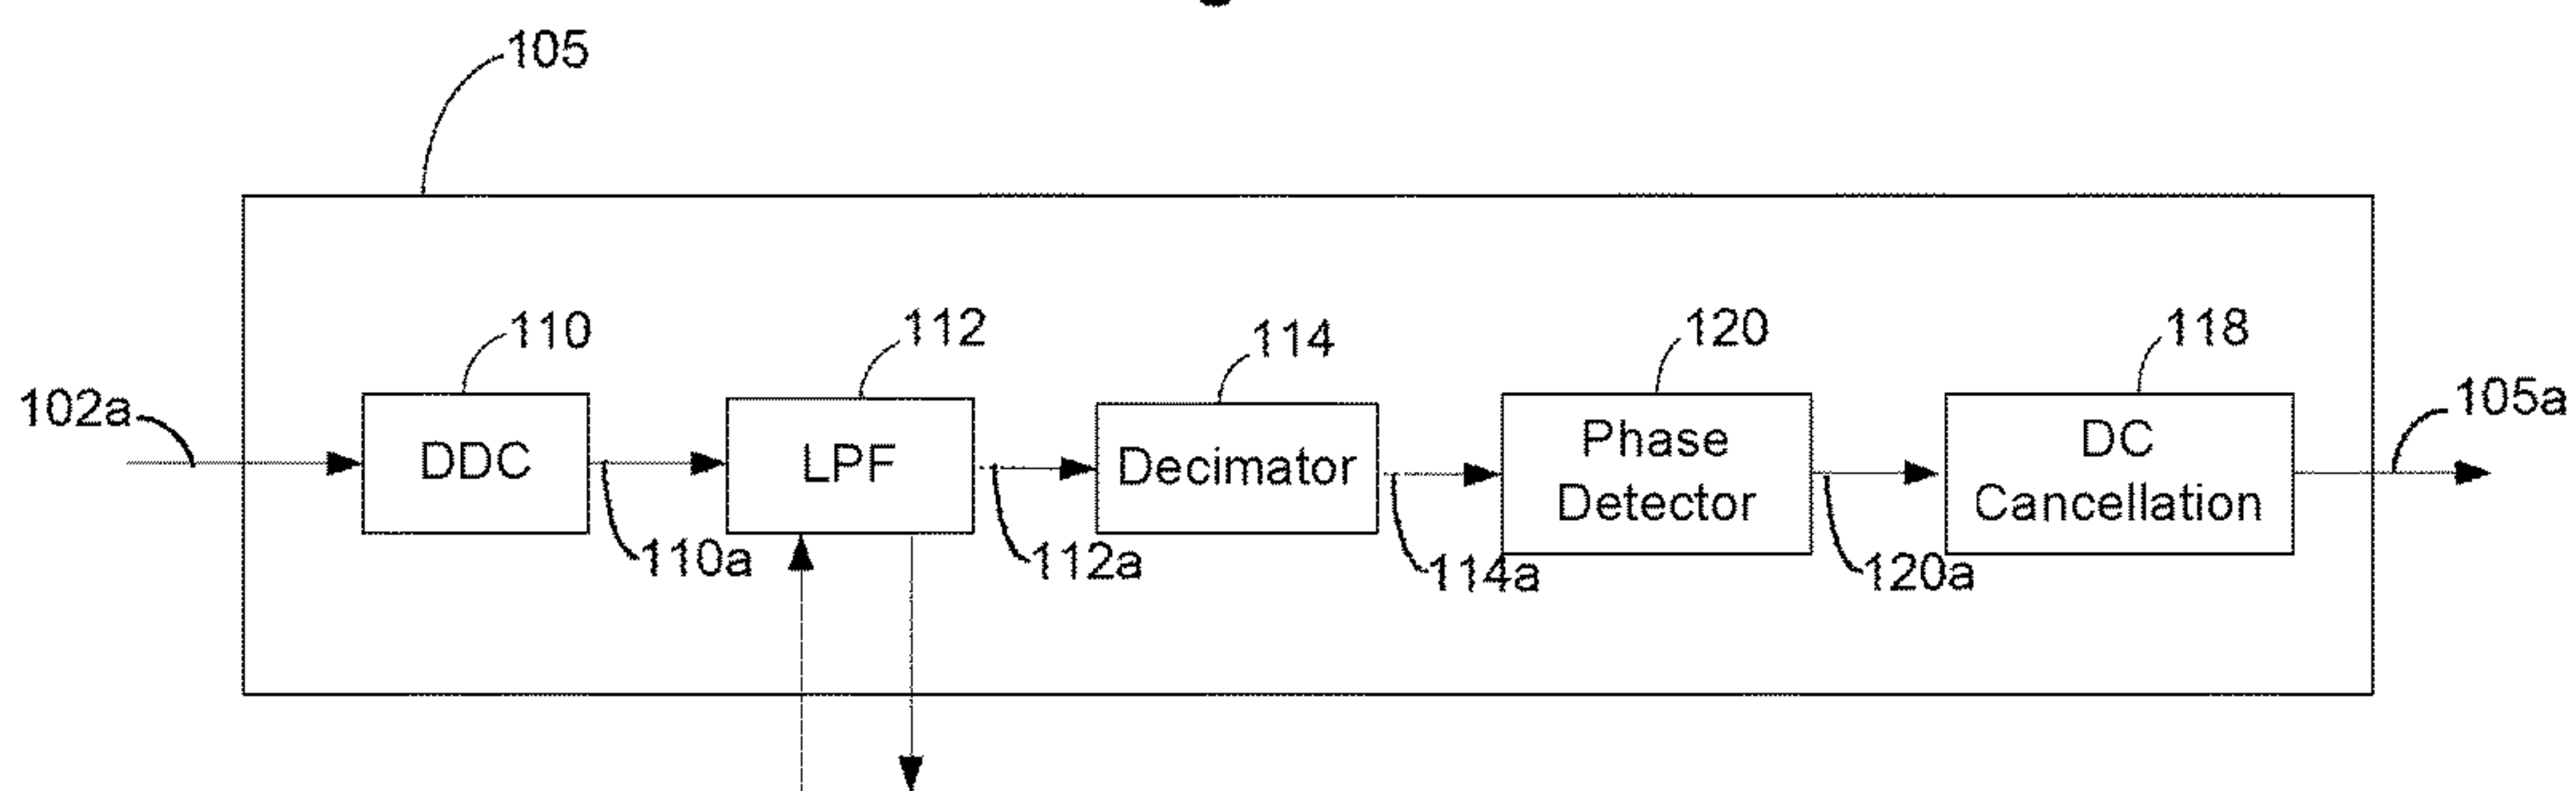 105
110
112
114
120
118
102a
105a
DDC
LPF
Decimator
Phase
Detector
DC
Cancellation
110a
112a
114a
120a